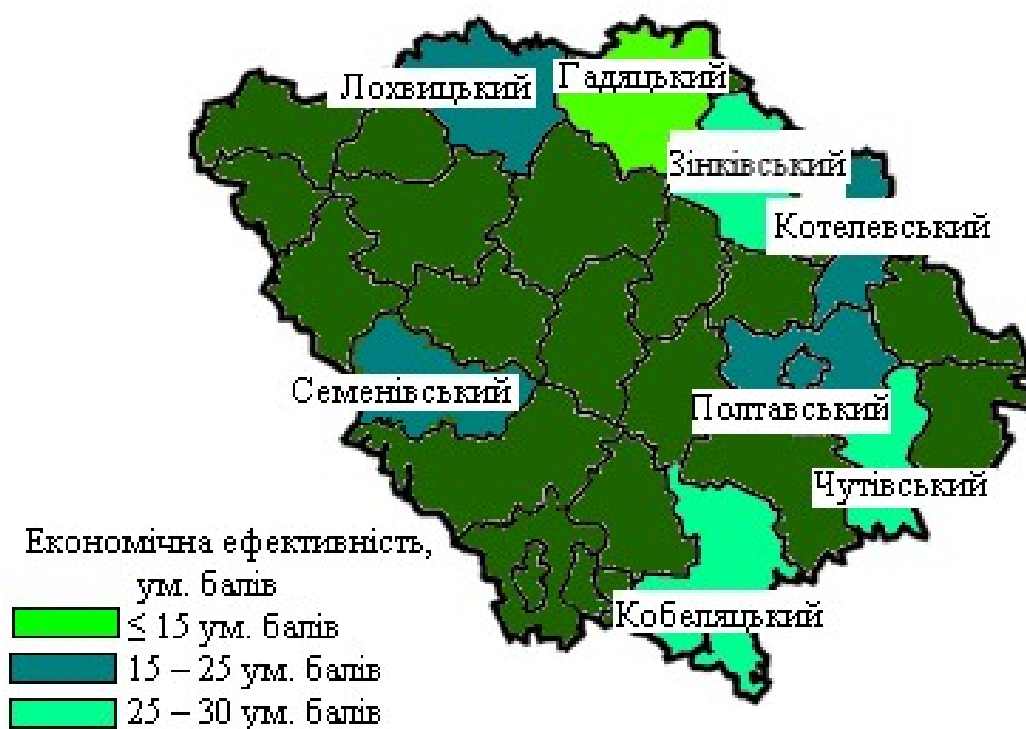 Лохвицький
Гадяцький
Зінківський
Котелевський
Семенівський
Полтавський
Чутівський
Кобеляцький
Економічна ефективність,
ум. балів
≤ 15 ум. балів
15 – 25 ум. балів
25 – 30 ум. балів